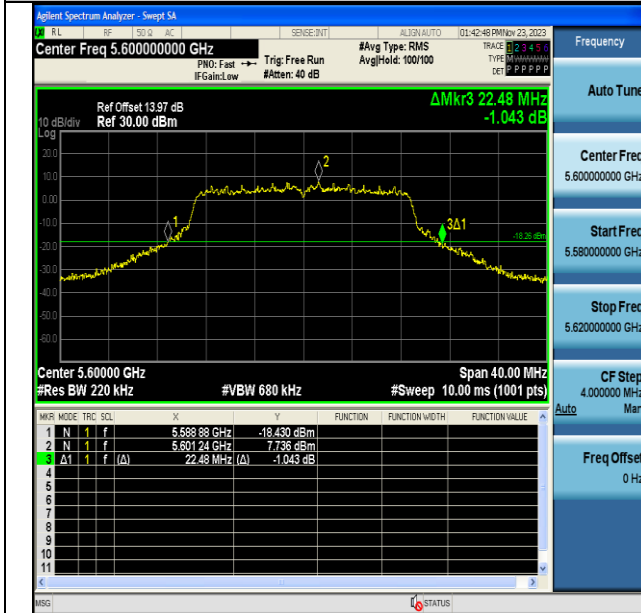 Agilent Spectrum Analyzer - Swept SA
RL RF 50 Ω AC SENSE:INT ALIGN AUTO 01:42:48 PM Nov 23, 2023
Center Freq 5.600000000 GHz #Avg Type: RMS TRACE 1 2 3 4 5 6
PNO: Fast Trig: Free Run Avg|Hold: 100/100 TYPE M
IFGain:Low #Atten: 40 dB DET P P P P P P
Frequency
Auto Tune
Center Freq
5.600000000 GHz
Start Freq
5.580000000 GHz
Stop Freq
5.620000000 GHz
CF Step
4.000000 MHz
Auto Man
Freq Offset
0 Hz
ΔMkr3 22.48 MHz
-1.043 dB
Ref Offset 13.97 dB
10 dB/div Ref 30.00 dBm
Log
20.0
10.0
0.00
-10.0
-20.0
-30.0
-40.0
-50.0
-60.0
1
2
3Δ1
-18.26 dBm
Center 5.60000 GHz Span 40.00 MHz
#Res BW 220 kHz #VBW 680 kHz #Sweep 10.00 ms (1001 pts)
MKR MODE TRC SCL X Y FUNCTION FUNCTION WIDTH FUNCTION VALUE
1 N 1 f 5.588 88 GHz -18.430 dBm
2 N 1 f 5.601 24 GHz 7.736 dBm
3 Δ1 1 f (Δ) 22.48 MHz (Δ) -1.043 dB
4
5
6
7
8
9
10
11
MSG STATUS